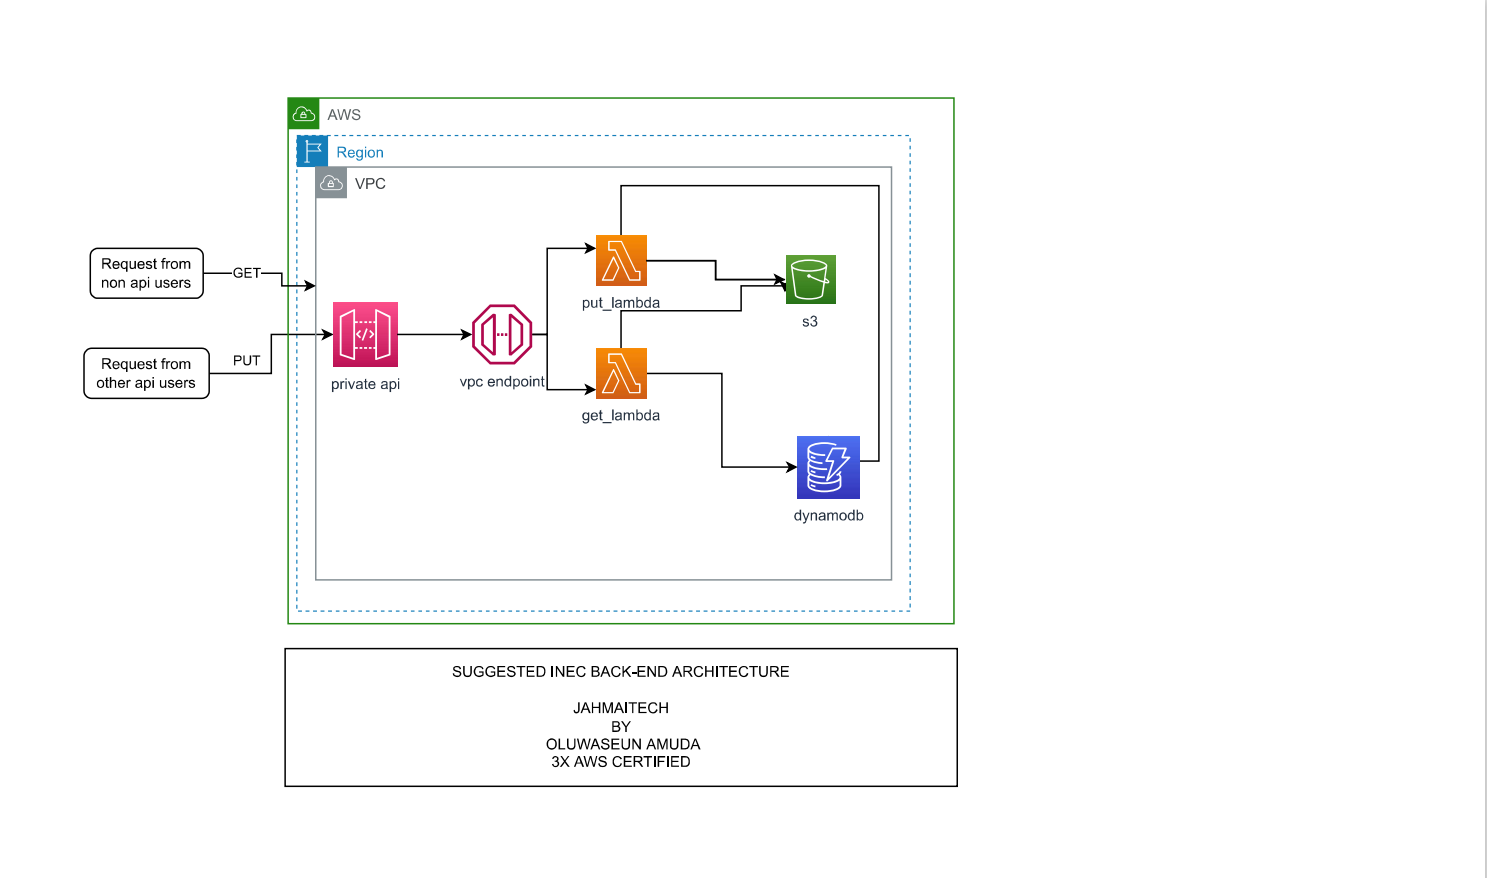 AWS
Region
VPC
Request from
non api users
GET
Request from
other api users
PUT
private api
vpc endpoint
put_lambda
get_lambda
s3
dynamodb
SUGGESTED INEC BACK-END ARCHITECTURE
JAHMAITECH
BY
OLUWASEUN AMUDA
3X AWS CERTIFIED